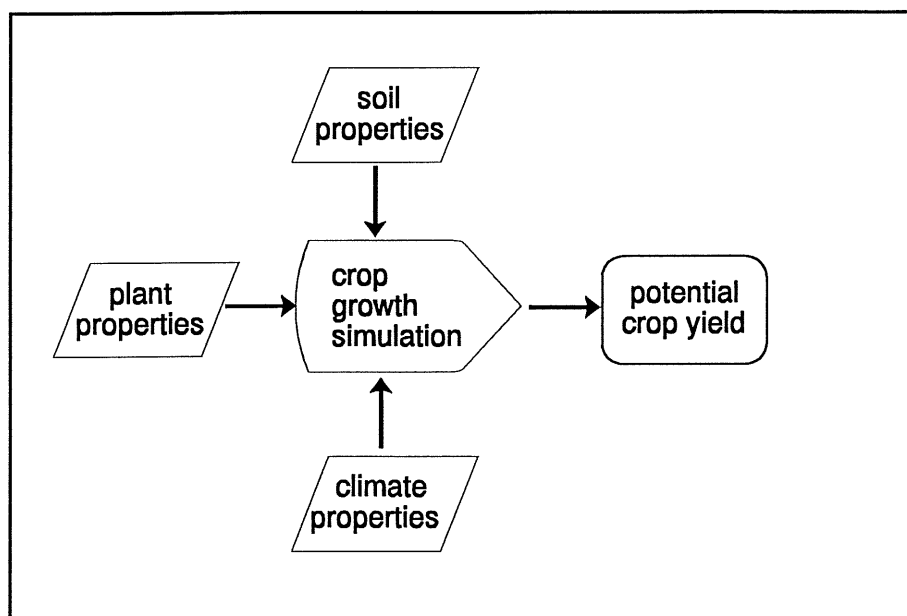 soil
properties
plant
properties
crop
growth
simulation
potential
crop yield
climate
properties